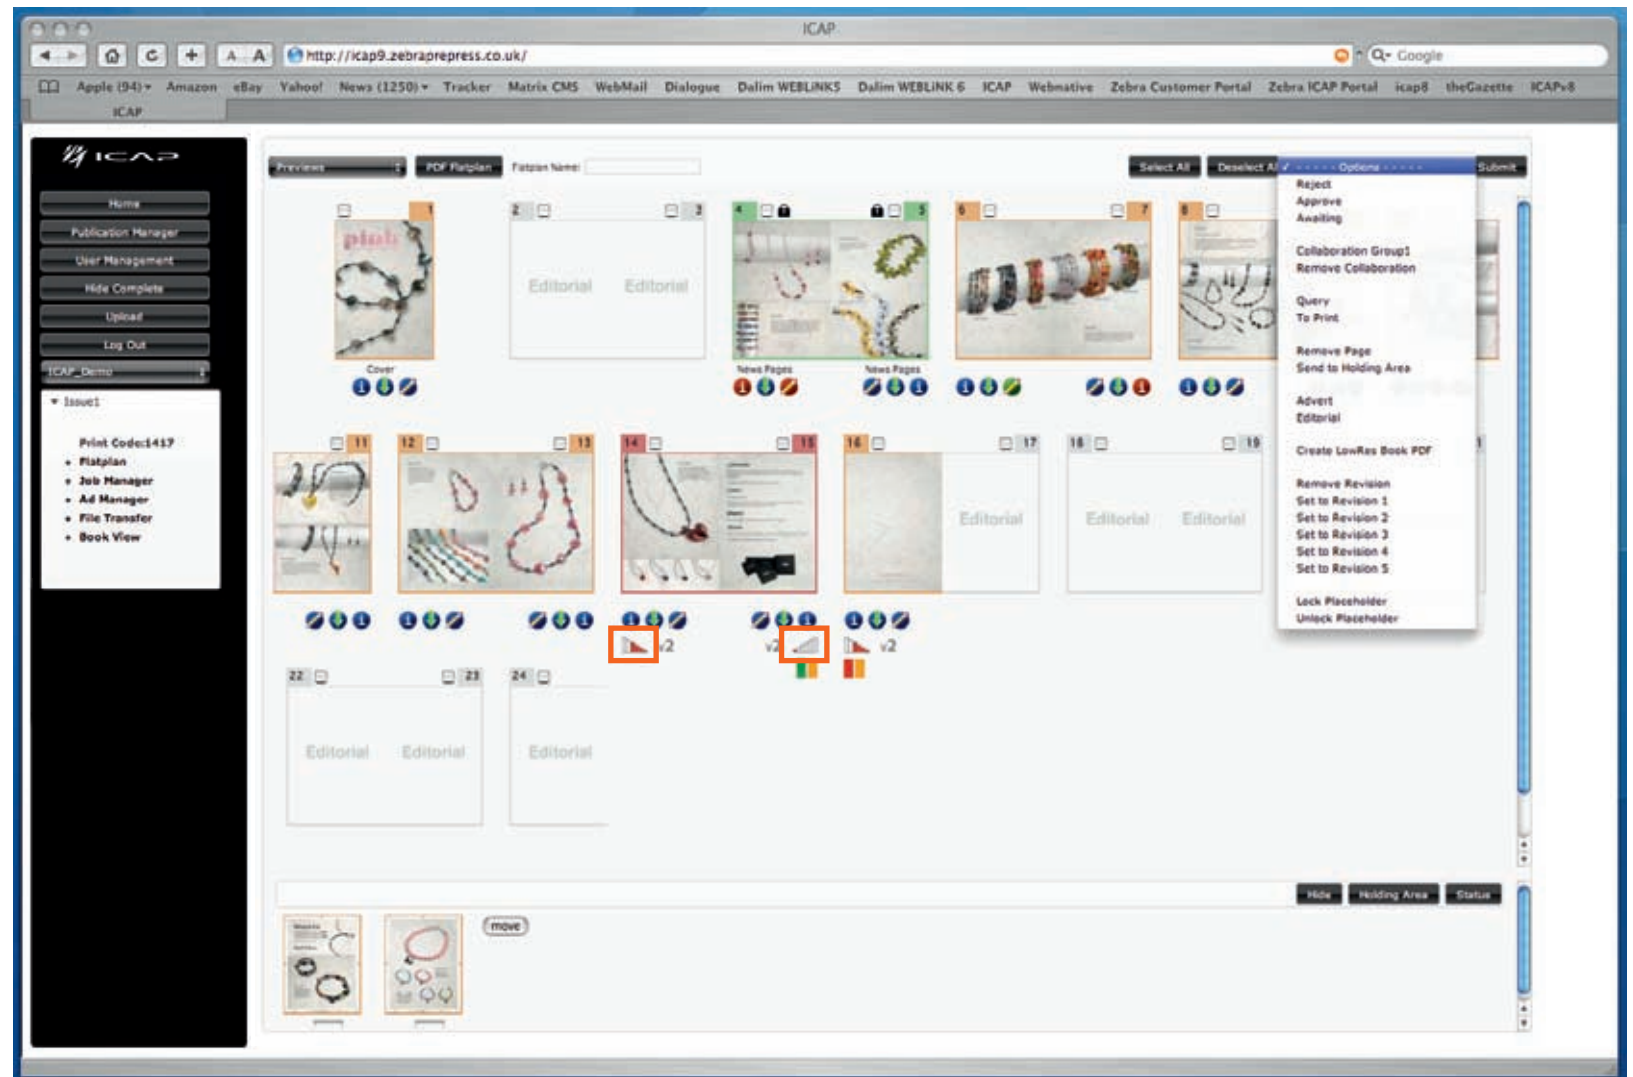 ICAP
A A http://icap9.zebraprepress.co.uk/ Google
Apple (94) Amazon eBay Yahoo! News (1250) Tracker Matrix CMS WebMail Dialogue Dalim WEBLiNK5 Dalim WEBLiNK 6 ICAP Webnative Zebra Customer Portal Zebra ICAP Portal icap8 theGazette ICAPv8
ICAP
ICAP
Home
Publication Manager
User Management
Hide Complete
Upload
Log Out
ICAP_Demo
Issue1
Print Code:1417
Flatplan
Job Manager
Ad Manager
File Transfer
Book View
Previews PDF Flatplan Flatplan Name: Select All Deselect All - - - - - Options - - - - - Submit
Reject
Approve
Awaiting
Collaboration Group1
Remove Collaboration
Query
To Print
Remove Page
Send to Holding Area
Advert
Editorial
Create LowRes Book PDF
Remove Revision
Set to Revision 1
Set to Revision 2
Set to Revision 3
Set to Revision 4
Set to Revision 5
Lock Placeholder
Unlock Placeholder
1 2 3 4 5 6 7 8
Editorial Editorial
Cover News Pages News Pages
11 12 13 14 15 16 17 18 19
Editorial Editorial Editorial
v2 v2 v2
22 23 24
Editorial Editorial Editorial
Hide Holding Area Status
move